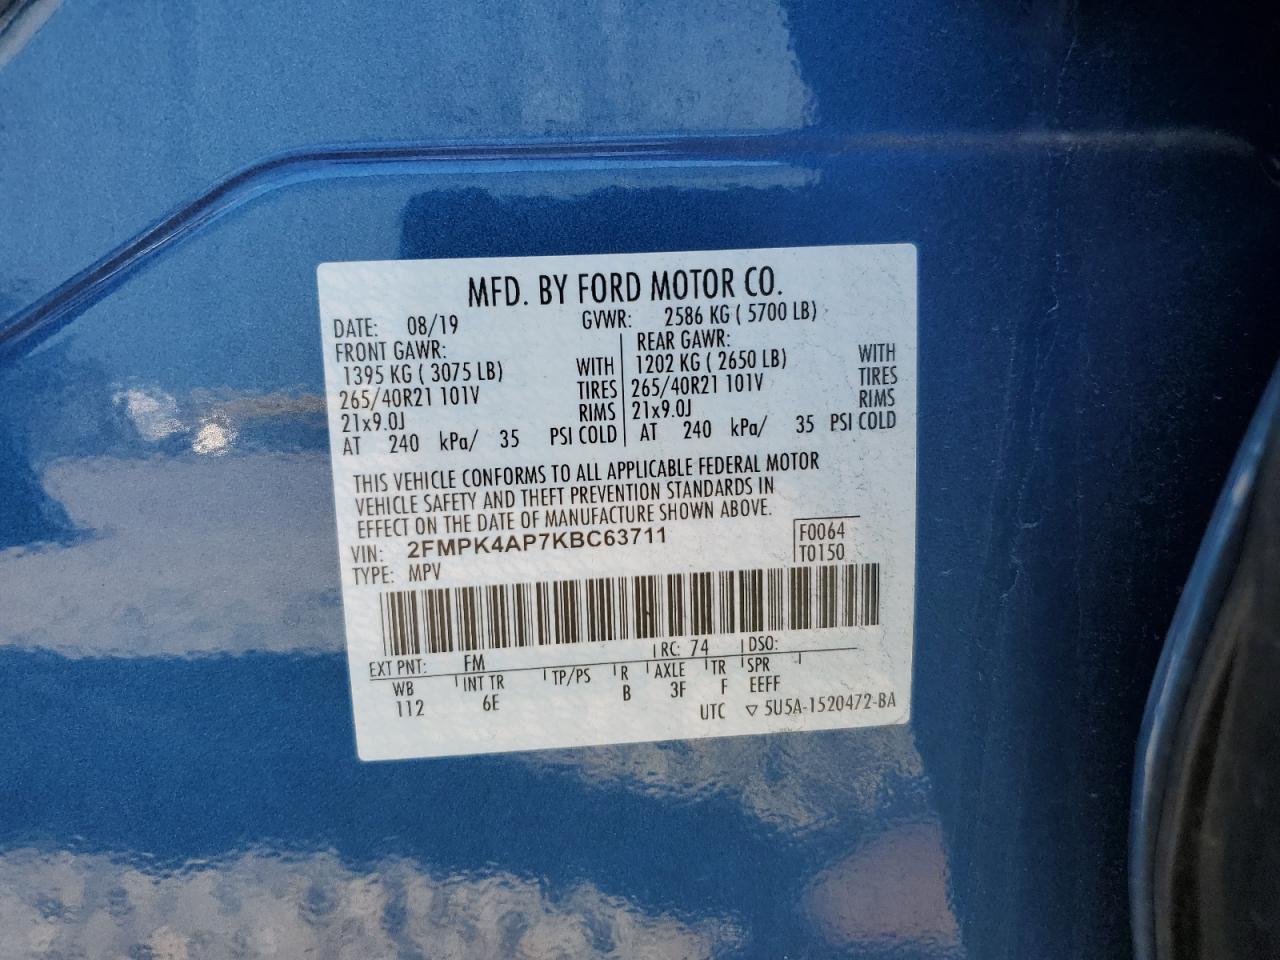 MFD. BY FORD MOTOR CO.
DATE: 08/19 GVWR: 2586 KG ( 5700 LB)
FRONT GAWR: REAR GAWR:
1395 KG ( 3075 LB) WITH 1202 KG ( 2650 LB) WITH
265/40R21 101V TIRES 265/40R21 101V TIRES
21x9.0J RIMS 21x9.0J RIMS
AT 240 kPa/ 35 PSI COLD AT 240 kPa/ 35 PSI COLD
THIS VEHICLE CONFORMS TO ALL APPLICABLE FEDERAL MOTOR
VEHICLE SAFETY AND THEFT PREVENTION STANDARDS IN
EFFECT ON THE DATE OF MANUFACTURE SHOWN ABOVE.
VIN: 2FMPK4AP7KBC63711 F0064
TYPE: MPV T0150
EXT PNT: FM RC: 74 DSO:
WB INT TR TP/PS R AXLE TR SPR
112 6E B 3F F EEFF
UTC ▽ 5U5A-1520472-BA